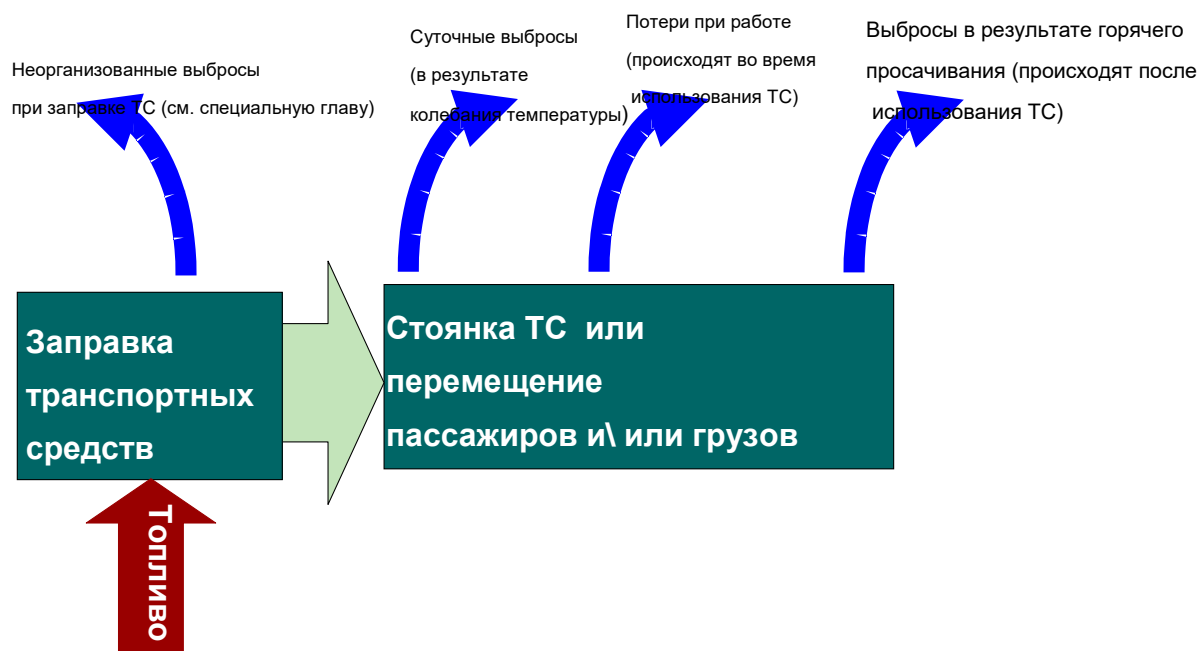 Неорганизованные выбросы
при заправке ТС (см. специальную главу)
Суточные выбросы
(в результате
колебания температуры)
Потери при работе
(происходят во время
использования ТС)
Выбросы в результате горячего
просачивания (происходят после
использования ТС)
Заправка
транспортных
средств
Стоянка ТС или
перемещение
пассажиров и\ или грузов
Топливо